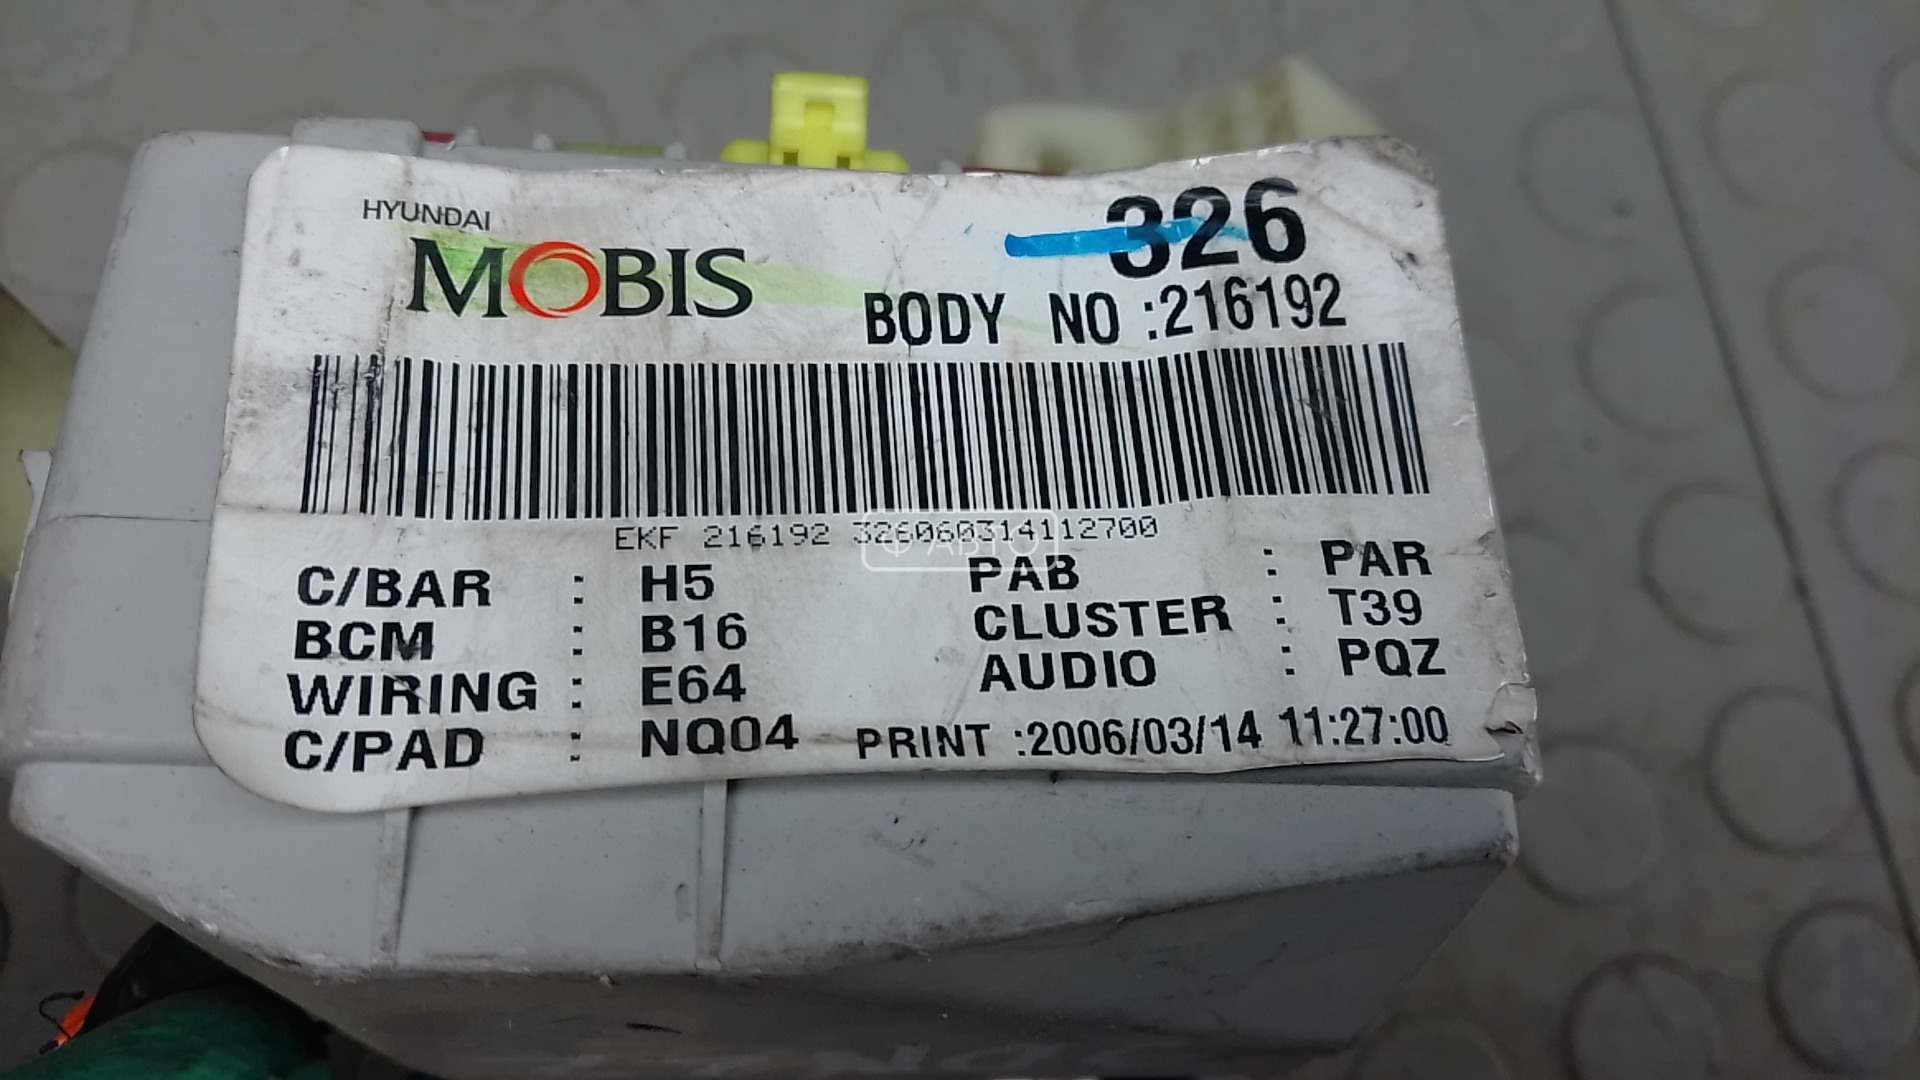 HYUNDAI
MOBIS
326
BODY NO :216192
EKF 216192 326060314112700
Ф АВТО
C/BAR : H5
PAB : PAR
BCM : B16
CLUSTER : T39
WIRING : E64
AUDIO : PQZ
C/PAD : NQ04
PRINT :2006/03/14 11:27:00